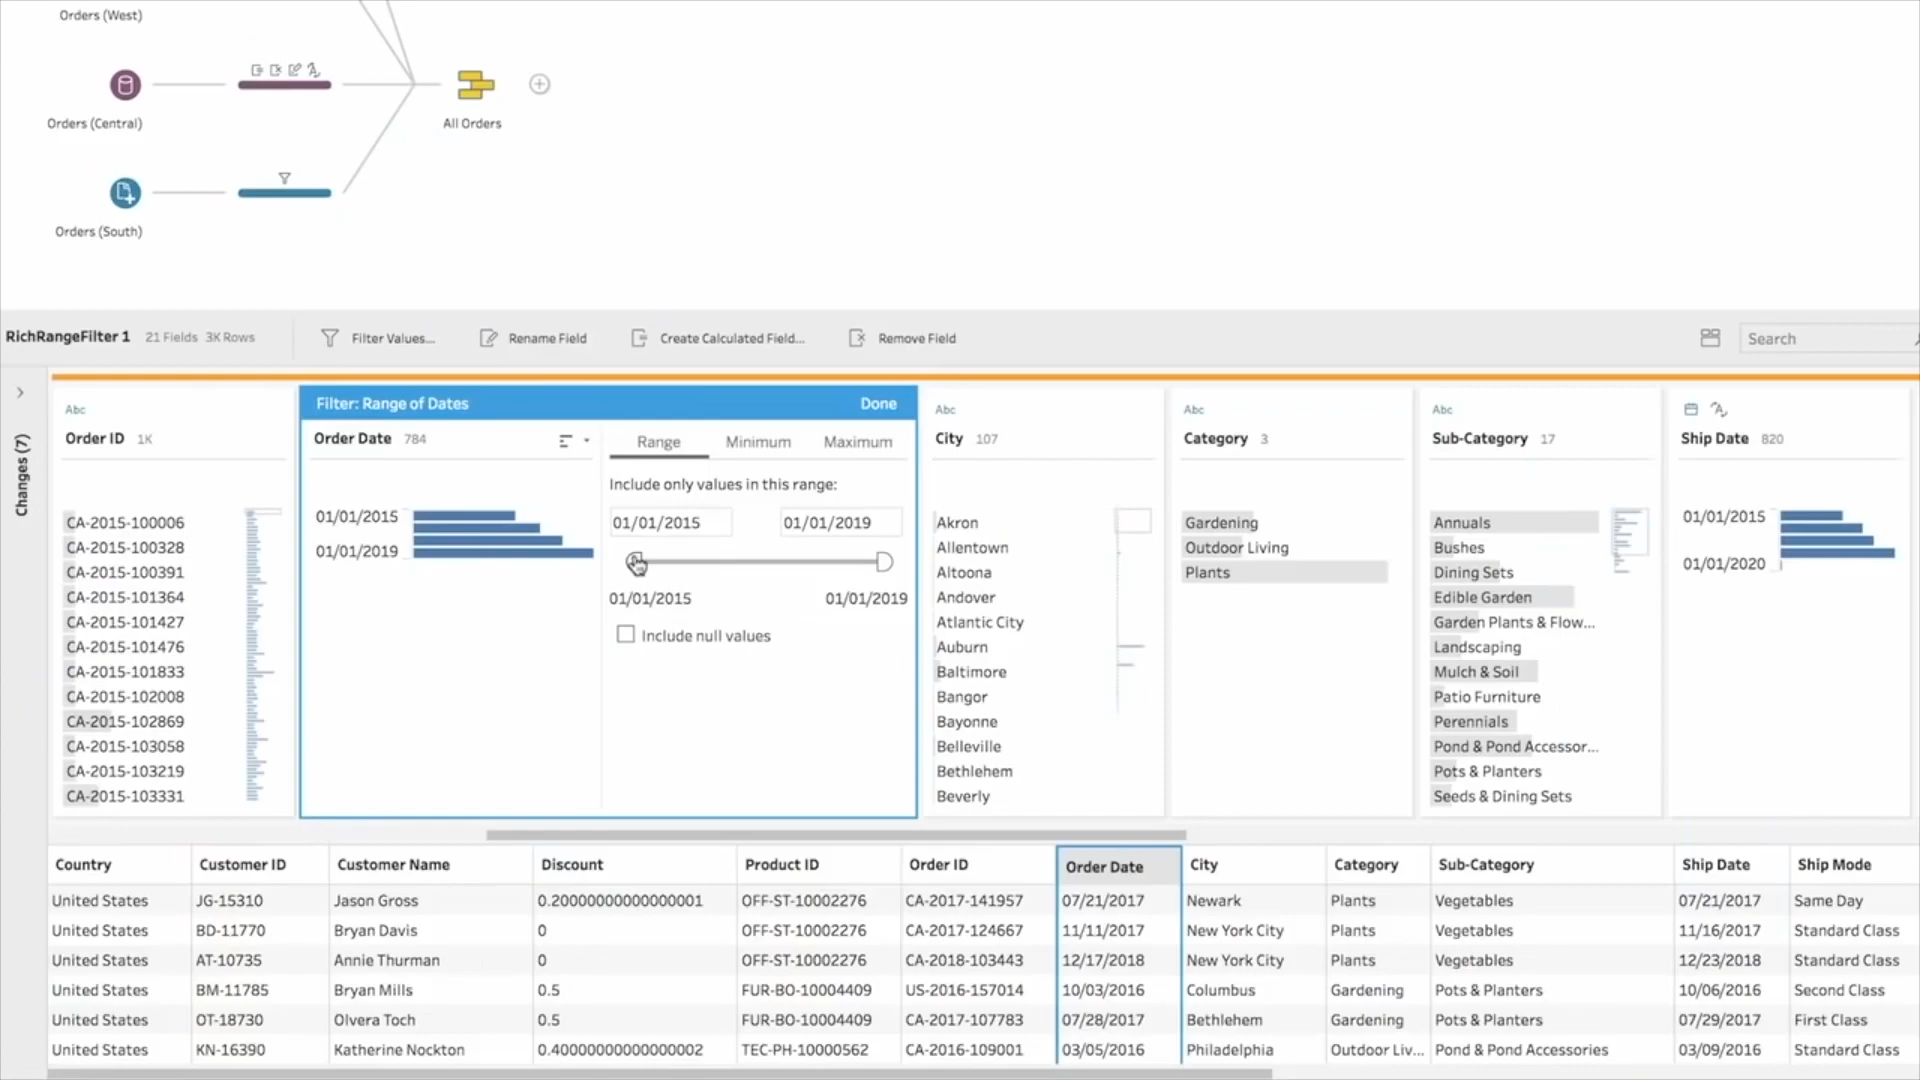 Orders (West)
Orders (Central)
All Orders
Orders (South)
RichRangeFilter 1 21 Fields 3K Rows Filter Values... Rename Field Create Calculated Field... Remove Field Search
Changes (7)
Abc
Order ID 1K
CA-2015-100006
CA-2015-100328
CA-2015-100391
CA-2015-101364
CA-2015-101427
CA-2015-101476
CA-2015-101833
CA-2015-102008
CA-2015-102869
CA-2015-103058
CA-2015-103219
CA-2015-103331
Filter: Range of Dates Done
Order Date 784
01/01/2015
01/01/2019
Range Minimum Maximum
Include only values in this range:
01/01/2015 01/01/2019
01/01/2015 01/01/2019
Include null values
Abc
City 107
Akron
Allentown
Altoona
Andover
Atlantic City
Auburn
Baltimore
Bangor
Bayonne
Belleville
Bethlehem
Beverly
Abc
Category 3
Gardening
Outdoor Living
Plants
Abc
Sub-Category 17
Annuals
Bushes
Dining Sets
Edible Garden
Garden Plants & Flow...
Landscaping
Mulch & Soil
Patio Furniture
Perennials
Pond & Pond Accessor...
Pots & Planters
Seeds & Dining Sets
Ship Date 820
01/01/2015
01/01/2020
Country Customer ID Customer Name Discount Product ID Order ID Order Date City Category Sub-Category Ship Date Ship Mode
United States JG-15310 Jason Gross 0.20000000000000001 OFF-ST-10002276 CA-2017-141957 07/21/2017 Newark Plants Vegetables 07/21/2017 Same Day
United States BD-11770 Bryan Davis 0 OFF-ST-10002276 CA-2017-124667 11/11/2017 New York City Plants Vegetables 11/16/2017 Standard Class
United States AT-10735 Annie Thurman 0 OFF-ST-10002276 CA-2018-103443 12/17/2018 New York City Plants Vegetables 12/23/2018 Standard Class
United States BM-11785 Bryan Mills 0.5 FUR-BO-10004409 US-2016-157014 10/03/2016 Columbus Gardening Pots & Planters 10/06/2016 Second Class
United States OT-18730 Olvera Toch 0.5 FUR-BO-10004409 CA-2017-107783 07/28/2017 Bethlehem Gardening Pots & Planters 07/29/2017 First Class
United States KN-16390 Katherine Nockton 0.40000000000000002 TEC-PH-10000562 CA-2016-109001 03/05/2016 Philadelphia Outdoor Liv... Pond & Pond Accessories 03/09/2016 Standard Class